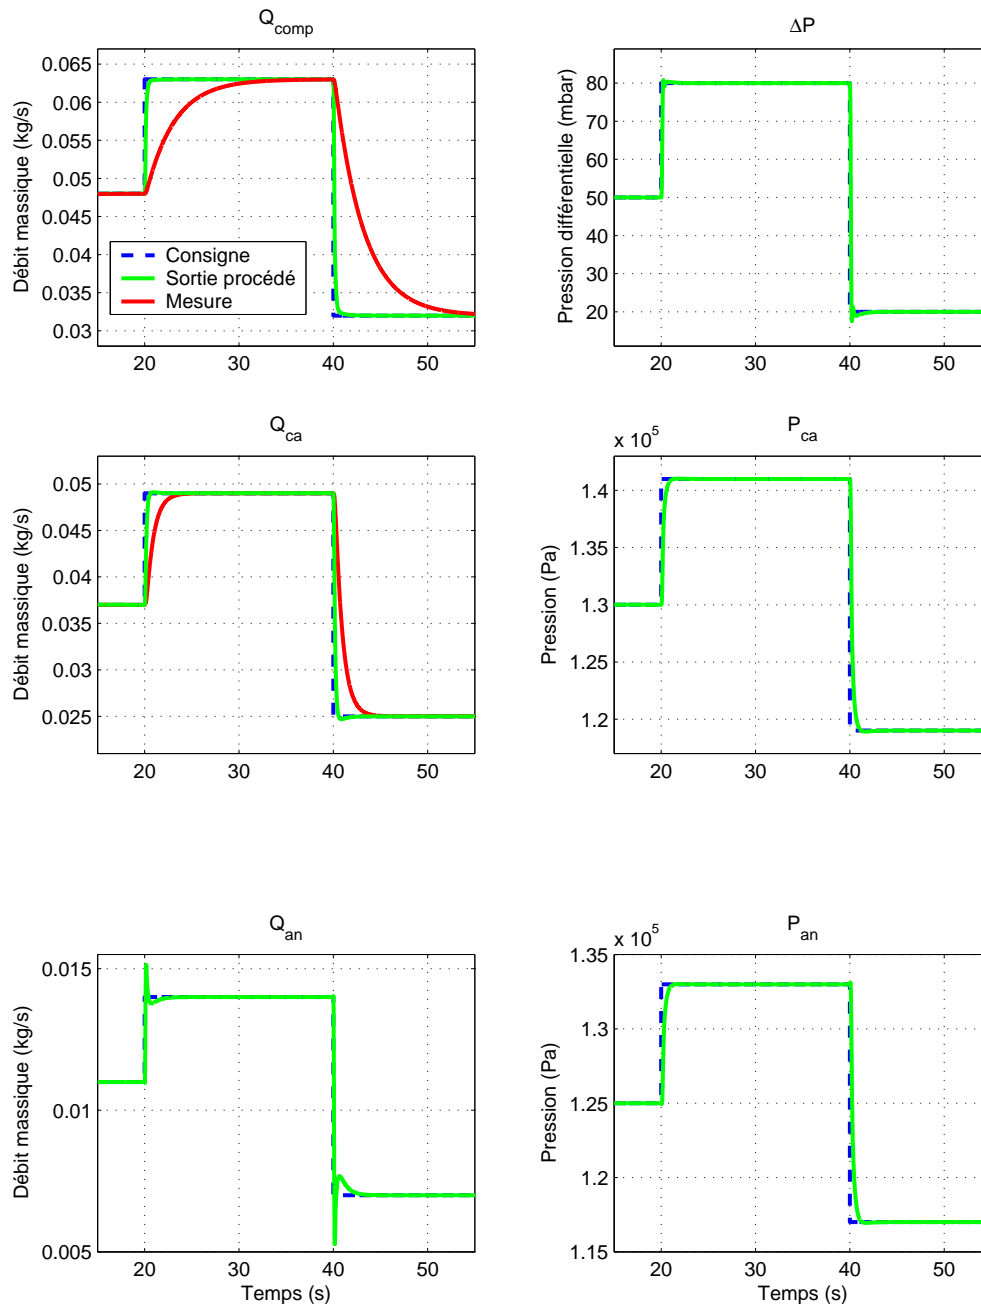 Q_comp
0.065
0.06
0.055
0.05
0.045
0.04
0.035
0.03
Débit massique (kg/s)
Consigne
Sortie procédé
Mesure
20 30 40 50
ΔP
80
70
60
50
40
30
20
Pression différentielle (mbar)
20 30 40 50
Q_ca
0.05
0.045
0.04
0.035
0.03
0.025
Débit massique (kg/s)
20 30 40 50
P_ca
x 10^5
1.4
1.35
1.3
1.25
1.2
Pression (Pa)
20 30 40 50
Q_an
0.015
0.01
0.005
Débit massique (kg/s)
20 30 40 50
Temps (s)
P_an
x 10^5
1.35
1.3
1.25
1.2
1.15
Pression (Pa)
20 30 40 50
Temps (s)